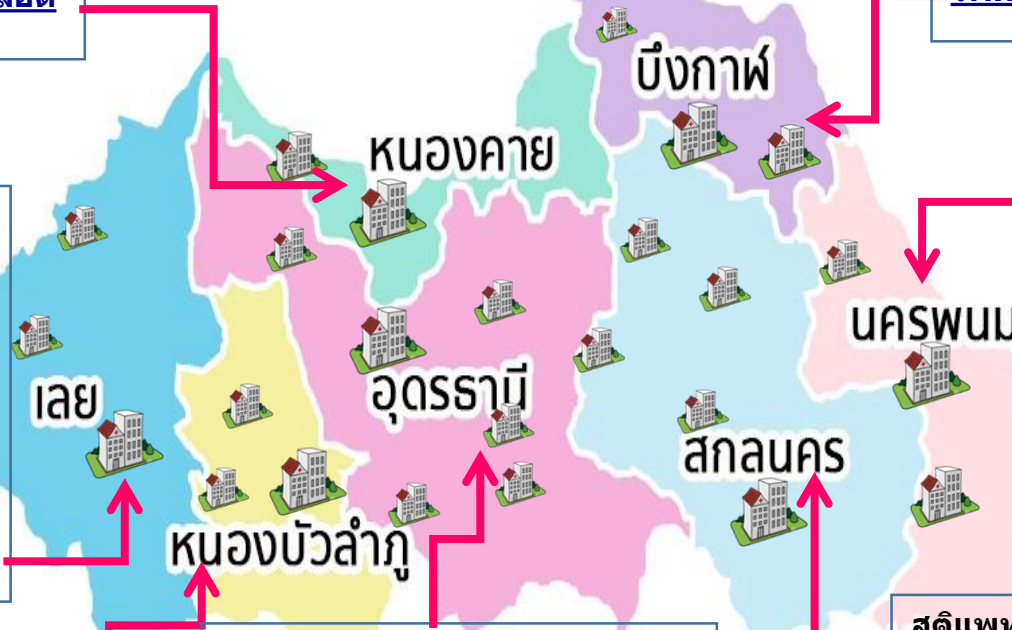 บึงกาฬ
หนองคาย
นครพนม
เลย
อุดรธานี
สกลนคร
หนองบัวลำภู